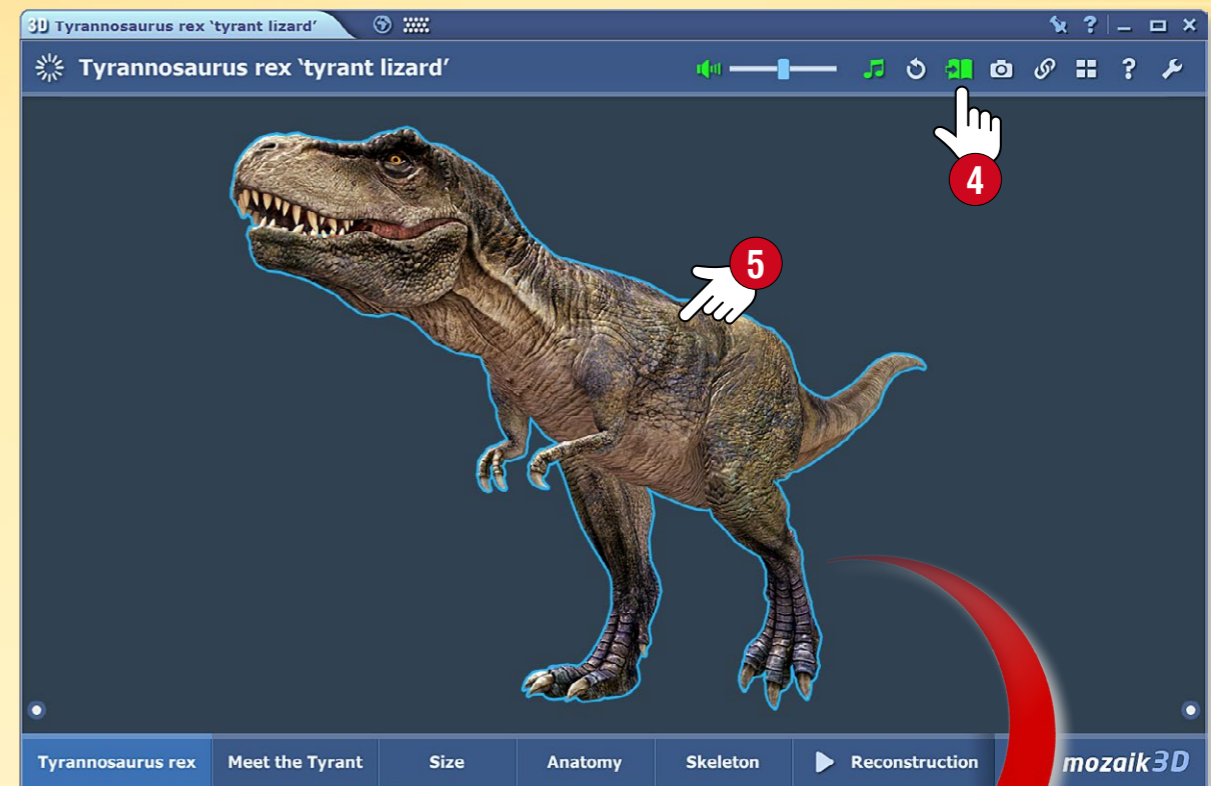 3D Tyrannosaurus rex ‘tyrant lizard’
?
Tyrannosaurus rex ‘tyrant lizard’
?
4
5
Tyrannosaurus rex
Meet the Tyrant
Size
Anatomy
Skeleton
Reconstruction
mozaik3D